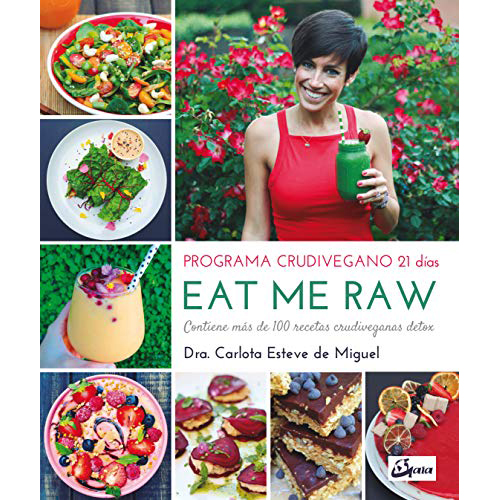 PROGRAMA CRUDIVEGANO 21 días
EAT ME RAW
Contiene más de 100 recetas crudiveganas detox
Dra. Carlota Esteve de Miguel
Gaia